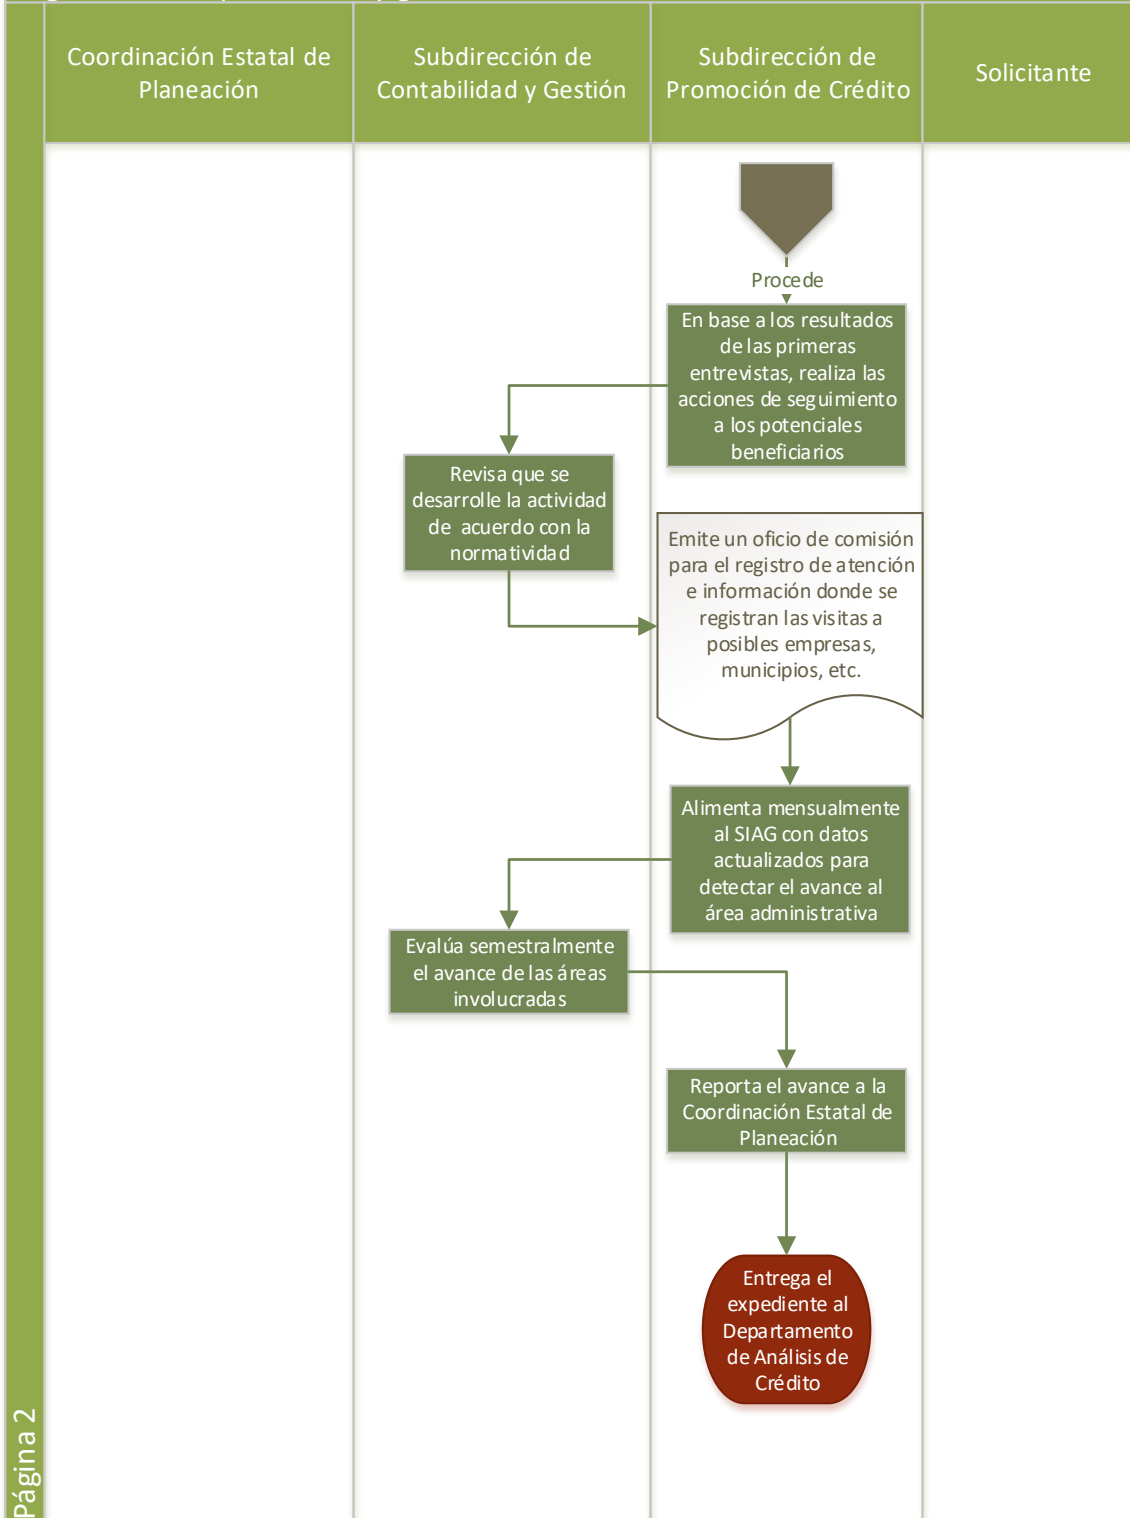 Coordinación Estatal de
Planeación
Subdirección de
Contabilidad y Gestión
Subdirección de
Promoción de Crédito
Solicitante
Procede
En base a los resultados
de las primeras
entrevistas, realiza las
acciones de seguimiento
a los potenciales
beneficiarios
Revisa que se
desarrolle la actividad
de acuerdo con la
normatividad
Emite un oficio de comisión
para el registro de atención
e información donde se
registran las visitas a
posibles empresas,
municipios, etc.
Alimenta mensualmente
al SIAG con datos
actualizados para
detectar el avance al
área administrativa
Evalúa semestralmente
el avance de las áreas
involucradas
Reporta el avance a la
Coordinación Estatal de
Planeación
Entrega el
expediente al
Departamento
de Análisis de
Crédito
Página 2